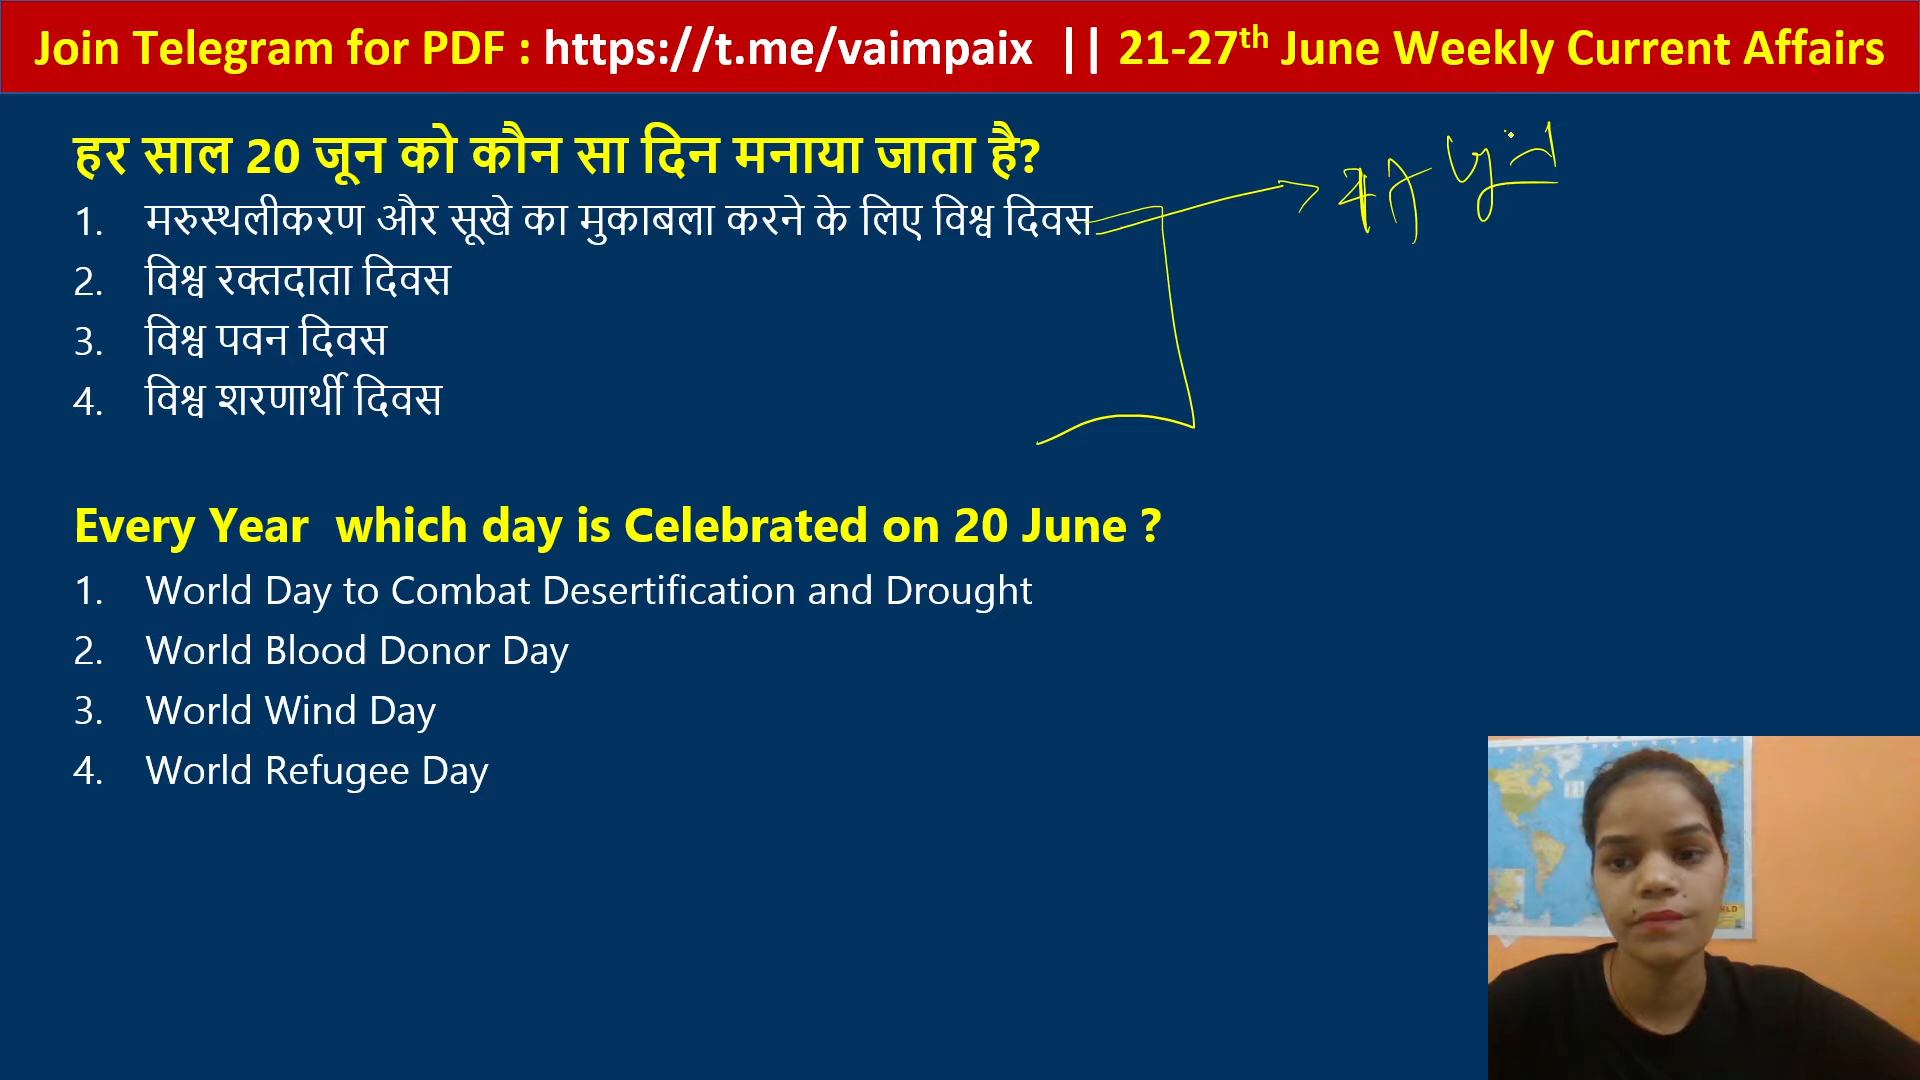 Join Telegram for PDF : https://t.me/vaimpaix || 21-27th June Weekly Current Affairs
हर साल 20 जून को कौन सा दिन मनाया जाता है?
1. मरुस्थलीकरण और सूखे का मुकाबला करने के लिए विश्व दिवस
2. विश्व रक्तदाता दिवस
3. विश्व पवन दिवस
4. विश्व शरणार्थी दिवस
Every Year which day is Celebrated on 20 June ?
1. World Day to Combat Desertification and Drought
2. World Blood Donor Day
3. World Wind Day
4. World Refugee Day